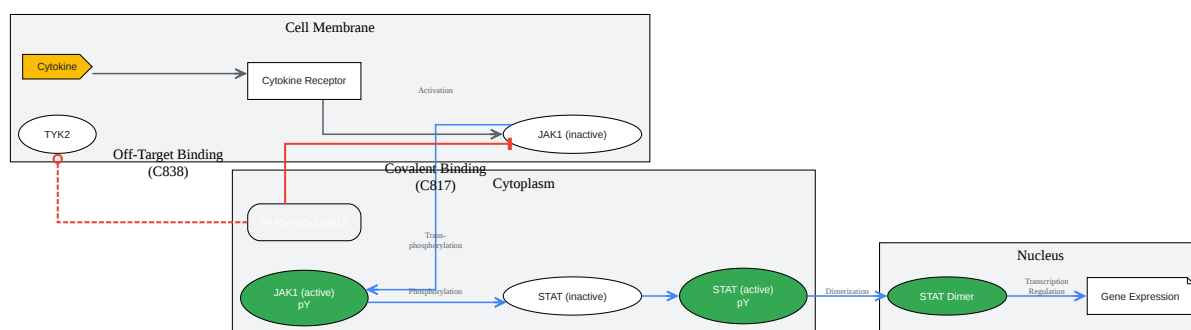 Cell Membrane
Cytokine
Cytokine Receptor
Activation
TYK2
JAK1 (inactive)
Off-Target Binding
(C838)
Covalent Binding
(C817)
Cytoplasm
Trans-
phosphorylation
JAK1 (active)
pY
Phosphorylation
STAT (inactive)
STAT (active)
pY
Dimerization
Nucleus
STAT Dimer
Transcription
Regulation
Gene Expression